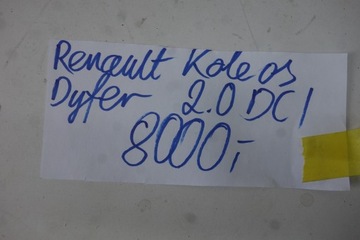 Renault Koleos
Dyfer 2.0 DCI
8000,-